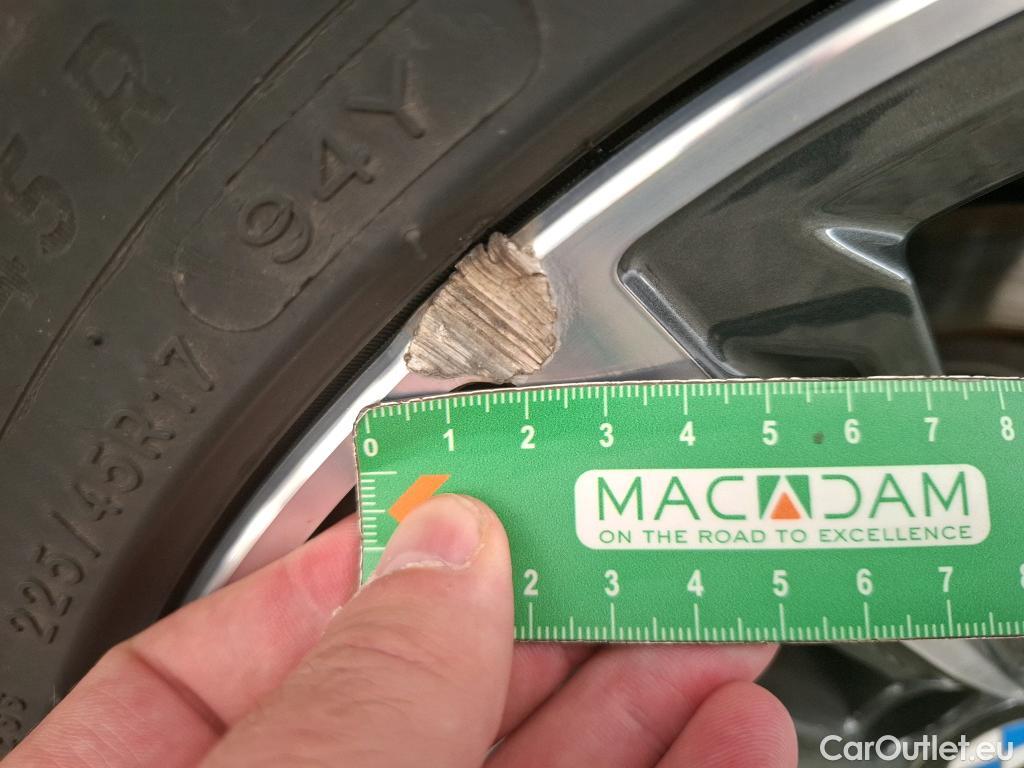 45 R
94Y
225/45R17
0 1 2 3 4 5 6 7 8
MACADAM
ON THE ROAD TO EXCELLENCE
2 3 4 5 6 7 8
CarOutlet.eu